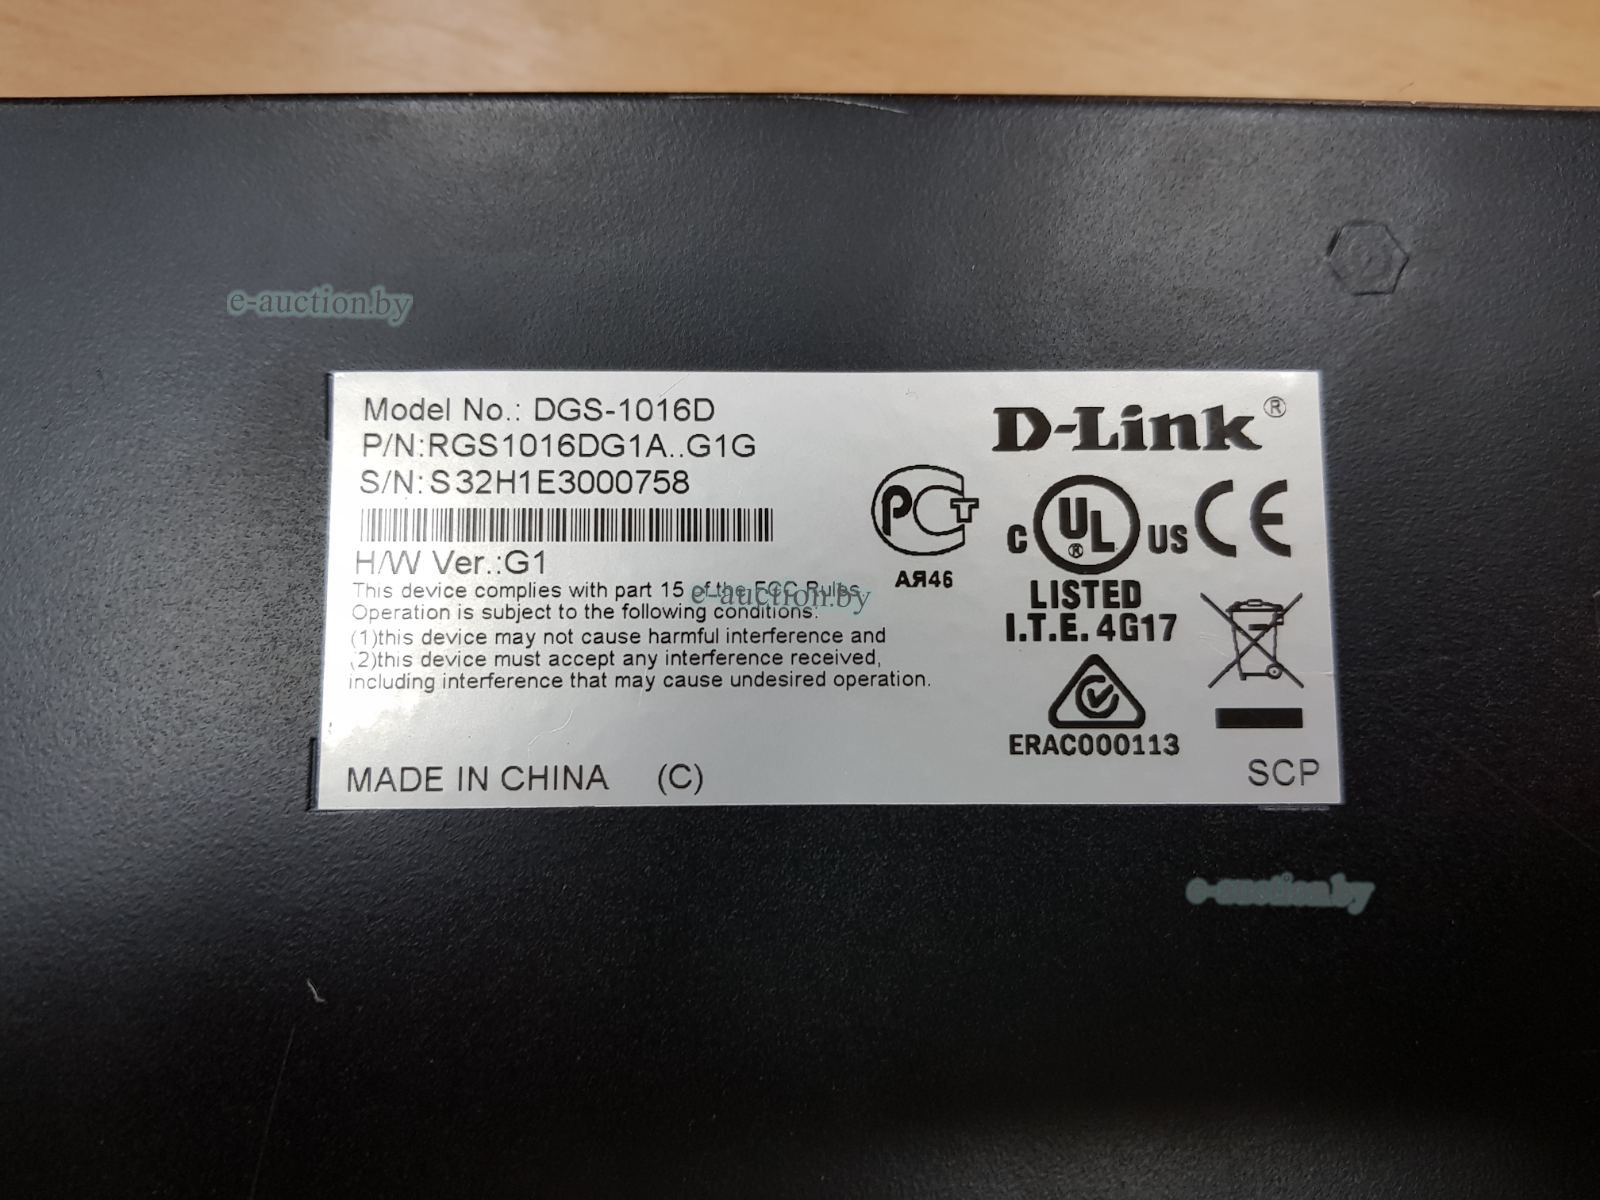 e-auction.by
Model No.: DGS-1016D
P/N:RGS1016DG1A..G1G
S/N:S32H1E3000758
H/W Ver.:G1
This device complies with part 15 of the FCC Rules.
e-auction.by
Operation is subject to the following conditions:
(1)this device may not cause harmful interference and
(2)this device must accept any interference received,
including interference that may cause undesired operation.
MADE IN CHINA (C)
D-Link®
РСТ
АЯ46
C UL® US CE
LISTED
I.T.E. 4G17
ERAC000113
SCP
e-auction.by